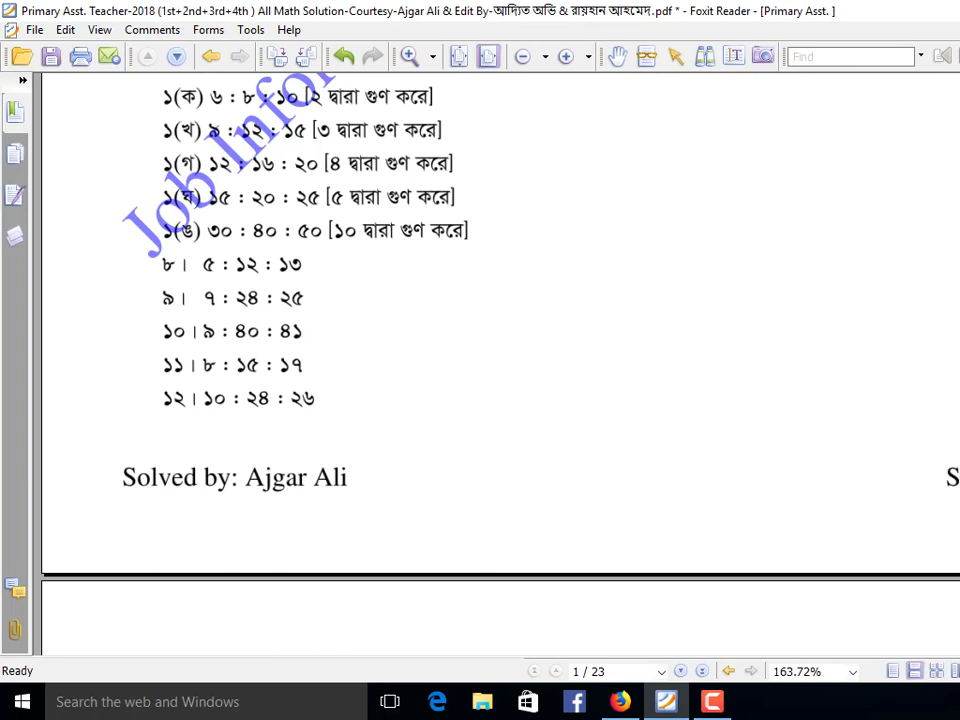 Primary Asst. Teacher-2018 (1st+2nd+3rd+4th ) All Math Solution-Courtesy-Ajgar Ali & Edit By-আদ্যিত অভি & রায়হান আহমেদ.pdf * - Foxit Reader - [Primary Asst. ]
File Edit View Comments Forms Tools Help
Find
১(ক) ৬ : ৮ : ১০ [২ দ্বারা গুণ করে]
১(খ) ৯ : ১২ : ১৫ [৩ দ্বারা গুণ করে]
১(গ) ১২ : ১৬ : ২০ [৪ দ্বারা গুণ করে]
১(ঘ) ১৫ : ২০ : ২৫ [৫ দ্বারা গুণ করে]
১(ঙ) ৩০ : ৪০ : ৫০ [১০ দ্বারা গুণ করে]
Job Infor
৮। ৫ : ১২ : ১৩
৯। ৭ : ২৪ : ২৫
১০। ৯ : ৪০ : ৪১
১১। ৮ : ১৫ : ১৭
১২। ১০ : ২৪ : ২৬
Solved by: Ajgar Ali
S
Ready
1 / 23
163.72%
Search the web and Windows